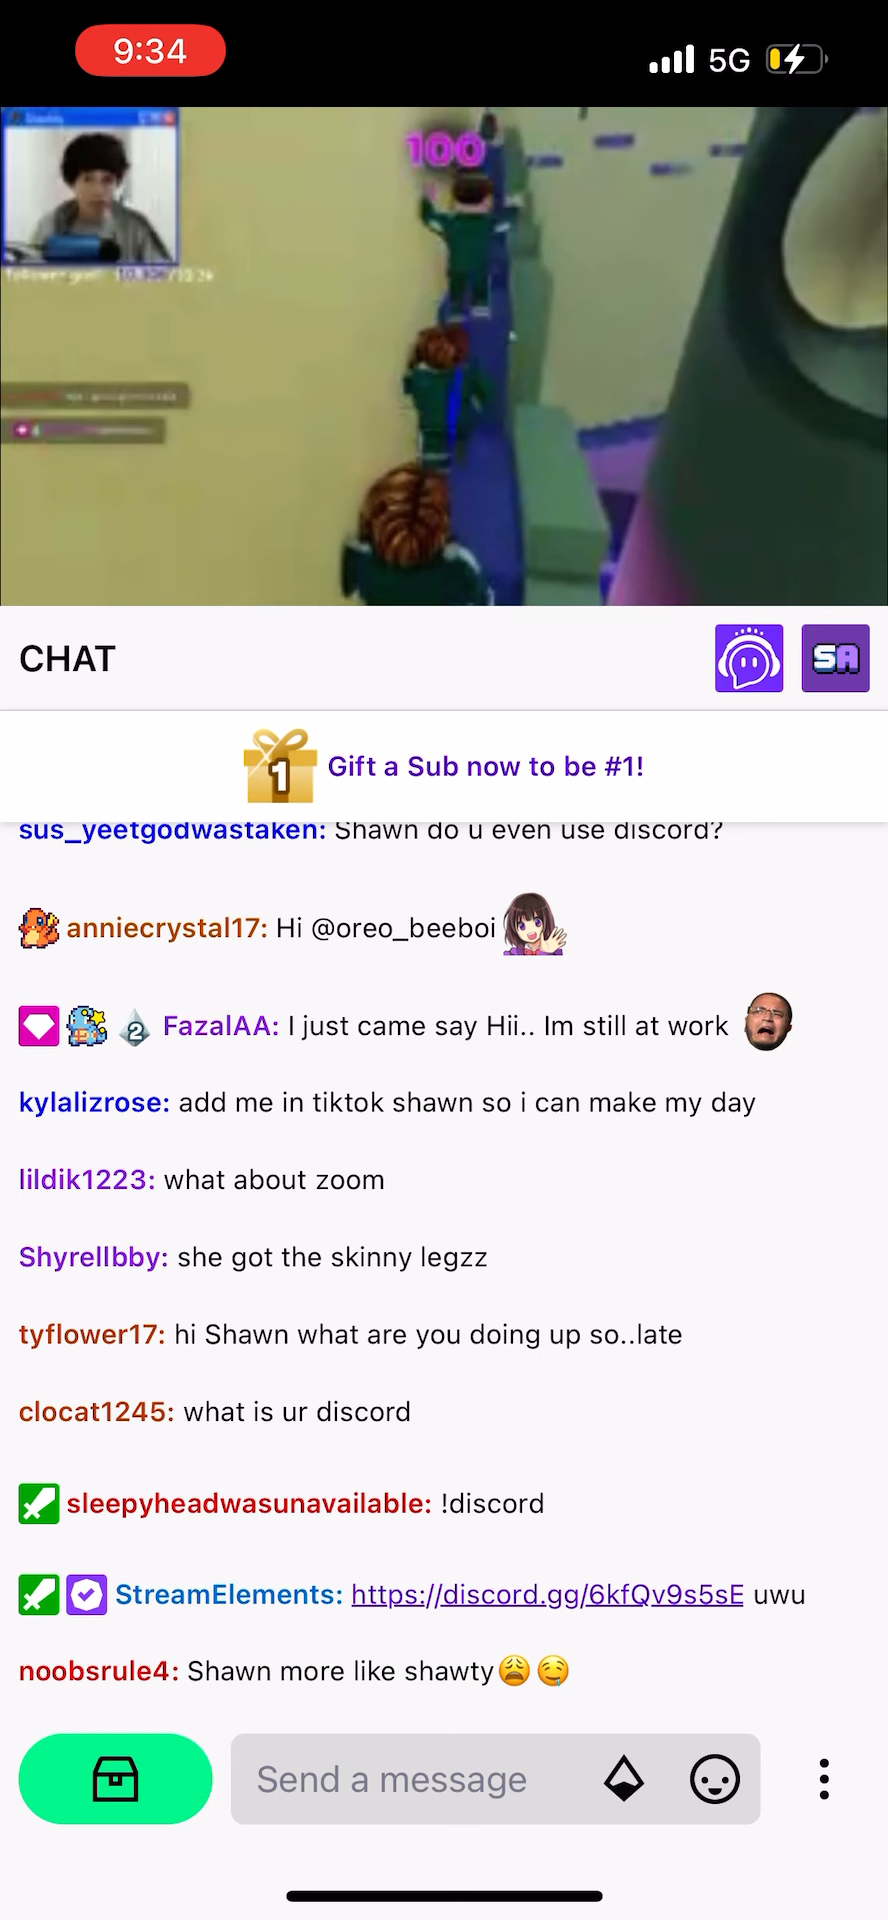 9:34
5G
100
CHAT
SA
1
Gift a Sub now to be #1!
sus_yeetgodwastaken: Shawn do u even use discord?
anniecrystal17: Hi @oreo_beeboi
2 FazalAA: I just came say Hii.. Im still at work
kylalizrose: add me in tiktok shawn so i can make my day
lildik1223: what about zoom
Shyrellbby: she got the skinny legzz
tyflower17: hi Shawn what are you doing up so..late
clocat1245: what is ur discord
sleepyheadwasunavailable: !discord
StreamElements: https://discord.gg/6kfQv9s5sE uwu
noobsrule4: Shawn more like shawty😩🤤
Send a message